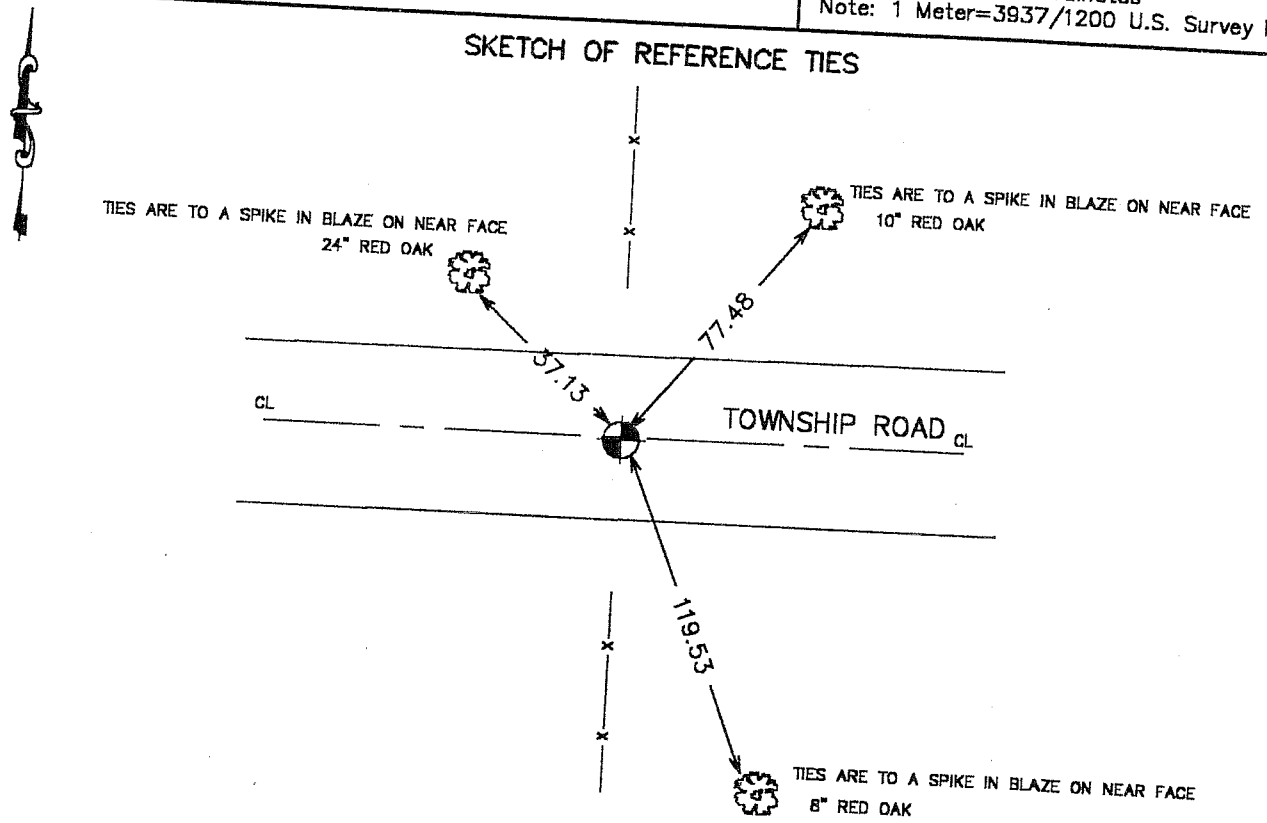 Note: 1 Meter=3937/1200 U.S. Survey
SKETCH OF REFERENCE TIES
TIES ARE TO A SPIKE IN BLAZE ON NEAR FACE
10" RED OAK
TIES ARE TO A SPIKE IN BLAZE ON NEAR FACE
24" RED OAK
77.48
37.13
CL
TOWNSHIP ROAD CL
119.53
TIES ARE TO A SPIKE IN BLAZE ON NEAR FACE
8" RED OAK